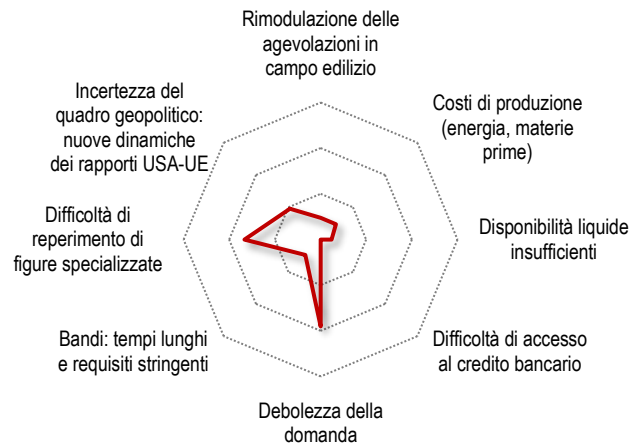 Rimodulazione delle
agevolazioni in
campo edilizio
Costi di produzione
(energia, materie
prime)
Disponibilità liquide
insufficienti
Difficoltà di accesso
al credito bancario
Debolezza della
domanda
Bandi: tempi lunghi
e requisiti stringenti
Difficoltà di
reperimento di
figure specializzate
Incertezza del
quadro geopolitico:
nuove dinamiche
dei rapporti USA-UE